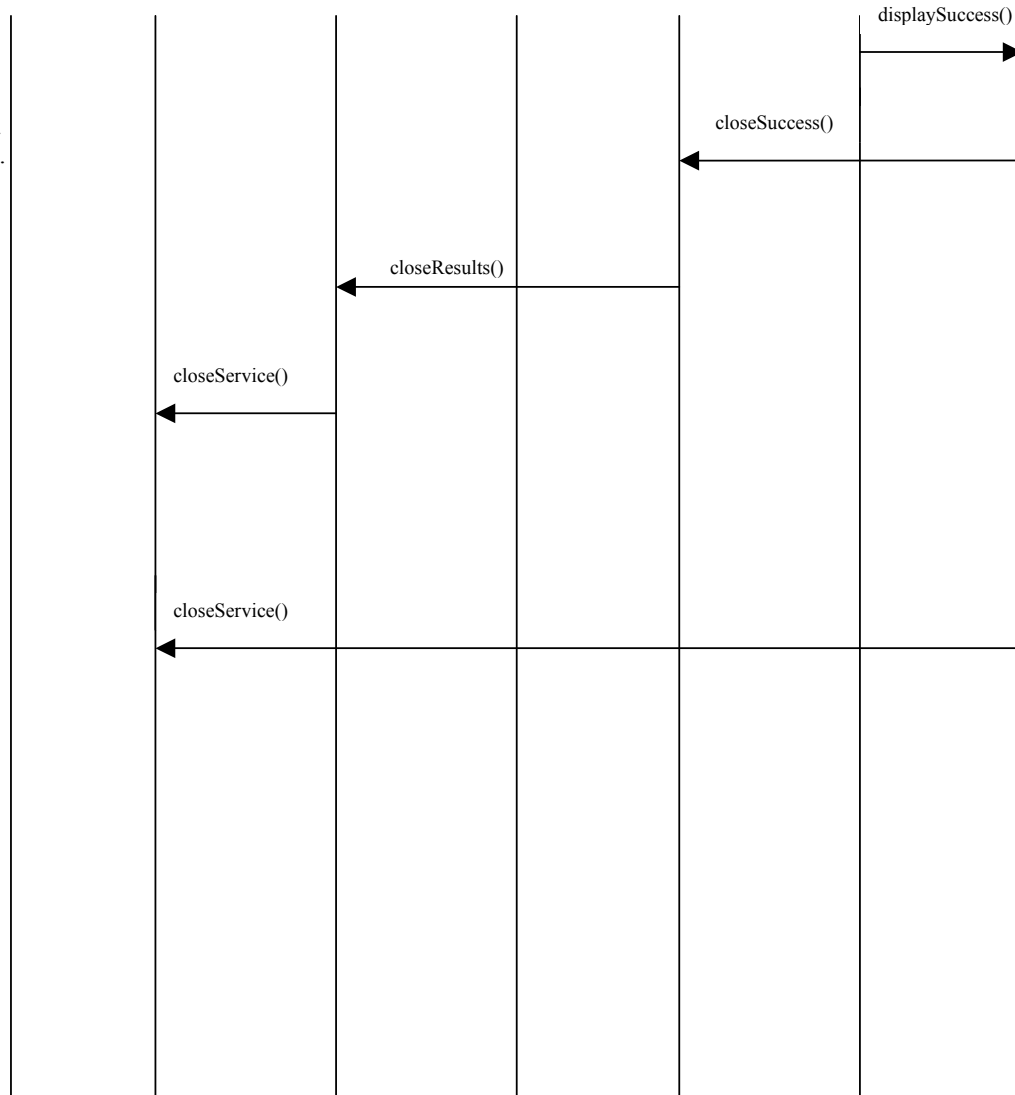 displaySuccess()
closeSuccess()
closeResults()
closeService()
closeService()